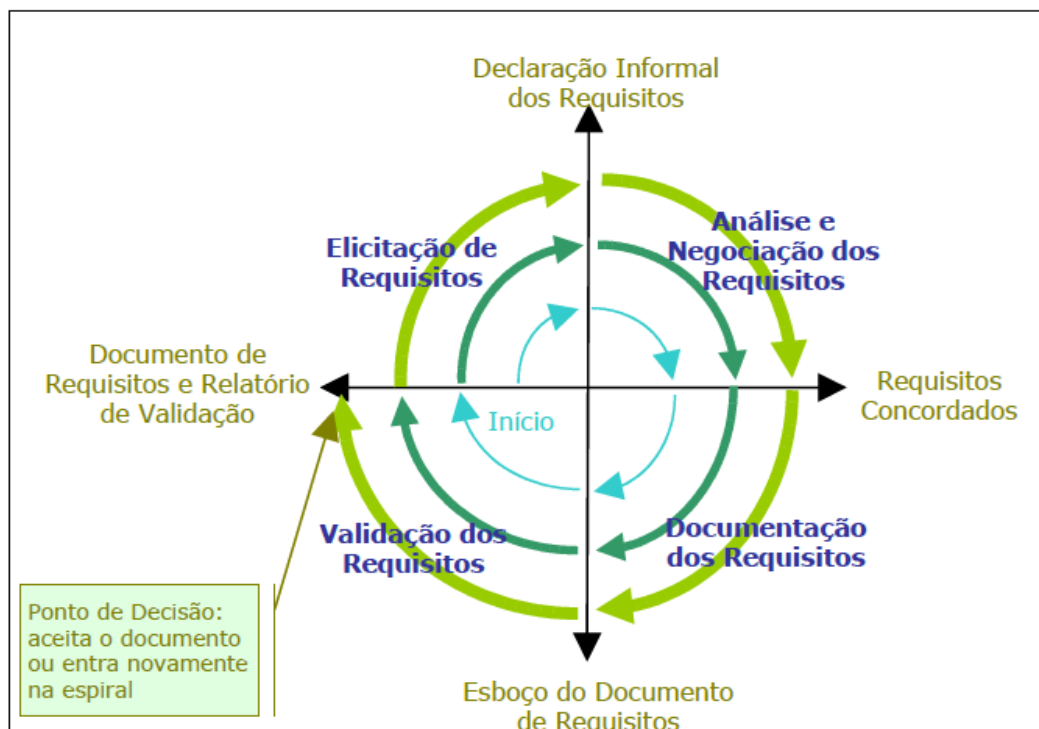 Declaração Informal
dos Requisitos
Elicitação de
Requisitos
Análise e
Negociação dos
Requisitos
Documento de
Requisitos e Relatório
de Validação
Início
Requisitos
Concordados
Validação dos
Requisitos
Documentação
dos Requisitos
Ponto de Decisão:
aceita o documento
ou entra novamente
na espiral
Esboço do Documento
de Requisitos